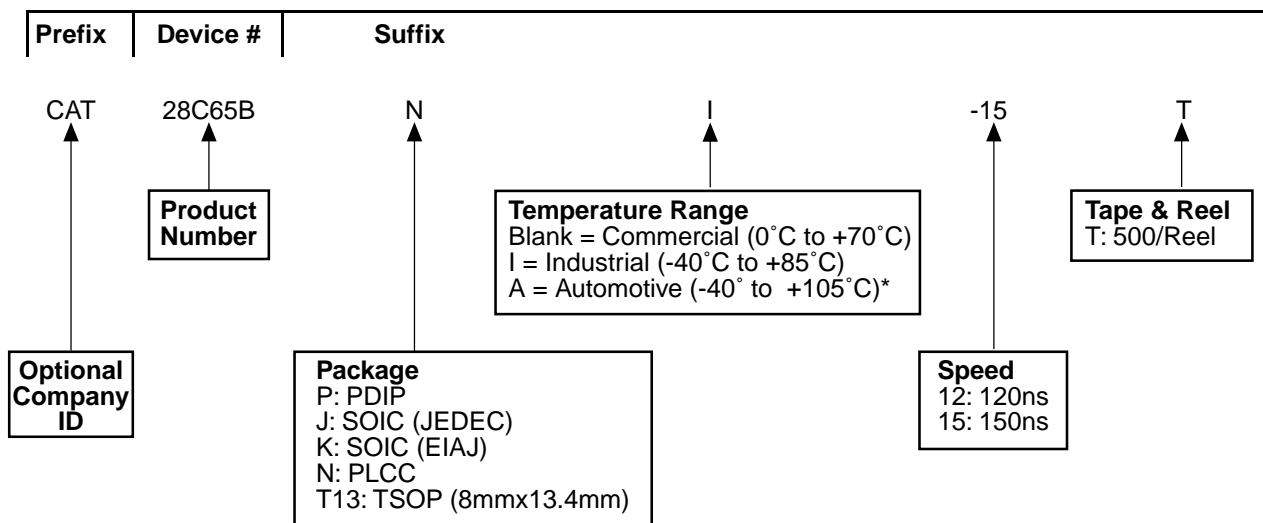 Prefix Device # Suffix
CAT 28C65B N I -15 T
Product
Number
Temperature Range
Blank = Commercial (0˚C to +70˚C)
I = Industrial (-40˚C to +85˚C)
A = Automotive (-40˚ to +105˚C)*
Tape & Reel
T: 500/Reel
Optional
Company
ID
Package
P: PDIP
J: SOIC (JEDEC)
K: SOIC (EIAJ)
N: PLCC
T13: TSOP (8mmx13.4mm)
Speed
12: 120ns
15: 150ns